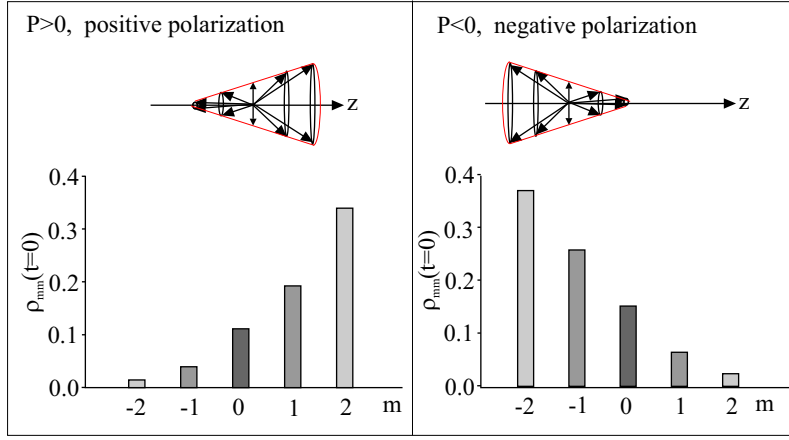 P>0, positive polarization
z
0.4
0.3
0.2
0.1
0.0
ρmm(t=0)
-2 -1 0 1 2 m
P<0, negative polarization
z
0.4
0.3
0.2
0.1
0.0
ρmm(t=0)
-2 -1 0 1 2 m